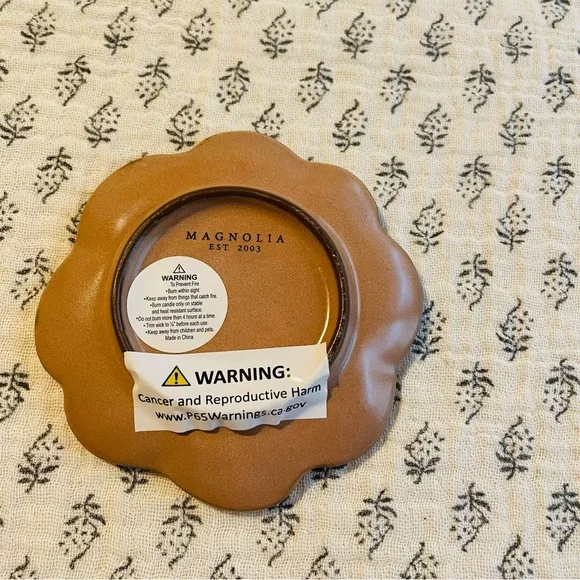 MAGNOLIA
EST. 2003
WARNING
To Prevent Fire
•Burn within sight.
•Keep away from things that catch fire.
•Burn candle only on stable
and heat resistant surface.
•Do not burn more than 4 hours at a time.
•Trim wick to ¼" before each use.
•Keep away from children and pets.
Made in China
WARNING:
Cancer and Reproductive Harm
www.P65Warnings.ca.gov